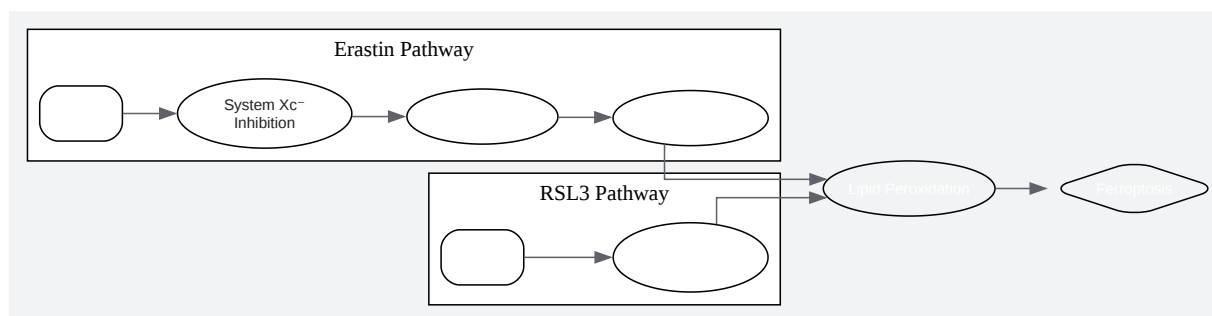 Erastin Pathway
System Xc⁻
Inhibition
RSL3 Pathway
Lipid Peroxidation
Ferroptosis